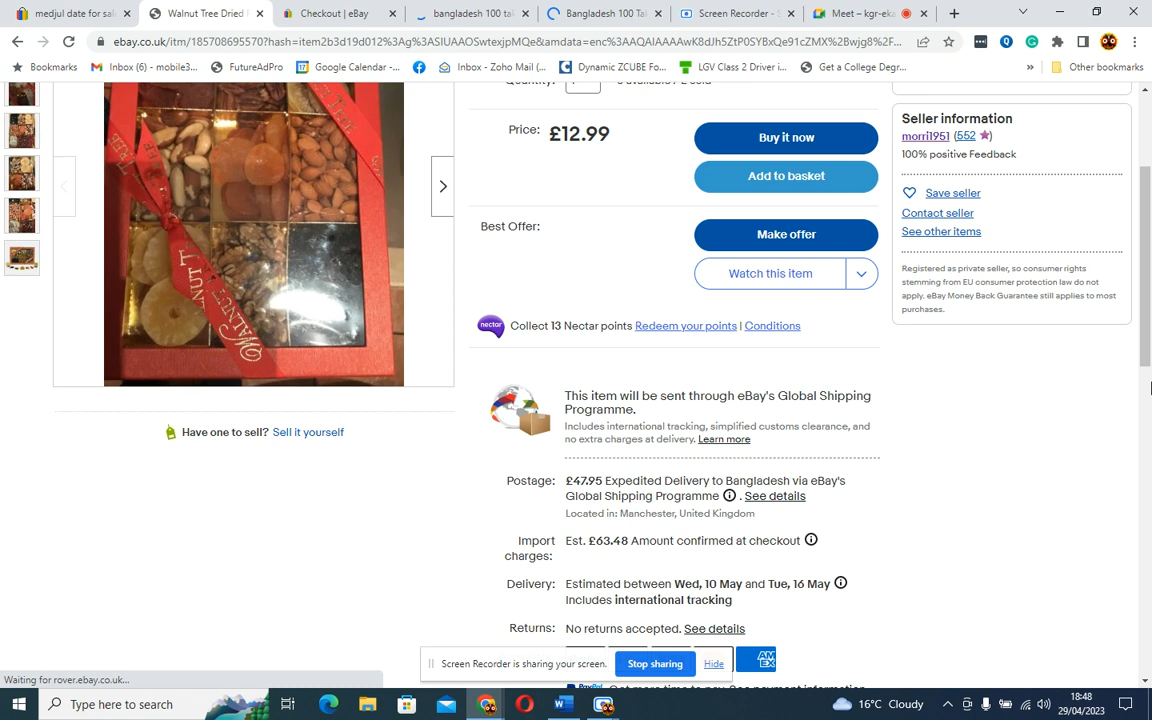 medjul date for sal
Walnut Tree Dried F
Checkout | eBay
bangladesh 100 tak
Bangladesh 100 Tak
Screen Recorder - S
Meet – kgr-eka
ebay.co.uk/itm/185708695570?hash=item2b3d19d012%3Ag%3ASIUAAOSwtexjpMQe&amdata=enc%3AAQAIAAAAwK8dJh5ZtP0SYBxQe91cZMX%2Bwjg8%2F...
Bookmarks
Inbox (6) - mobile3...
FutureAdPro
Google Calendar -...
Inbox - Zoho Mail (...
Dynamic ZCUBE Fo...
LGV Class 2 Driver i...
Get a College Degr...
»
Other bookmarks
Price:
£12.99
Buy it now
Add to basket
Best Offer:
Make offer
Watch this item
nectar
Collect 13 Nectar points Redeem your points | Conditions
WALNUT T
Have one to sell? Sell it yourself
This item will be sent through eBay's Global Shipping
Programme.
Includes international tracking, simplified customs clearance, and
no extra charges at delivery. Learn more
Postage:
£47.95 Expedited Delivery to Bangladesh via eBay's
Global Shipping Programme . See details
Located in: Manchester, United Kingdom
Import
charges:
Est. £63.48 Amount confirmed at checkout
Delivery:
Estimated between Wed, 10 May and Tue, 16 May
Includes international tracking
Returns:
No returns accepted. See details
AM
EX
Seller information
morri1951 (552 )
100% positive Feedback
Save seller
Contact seller
See other items
Registered as private seller, so consumer rights
stemming from EU consumer protection law do not
apply. eBay Money Back Guarantee still applies to most
purchases.
Screen Recorder is sharing your screen.
Stop sharing
Hide
Waiting for rover.ebay.co.uk...
Type here to search
16°C Cloudy
18:48
29/04/2023